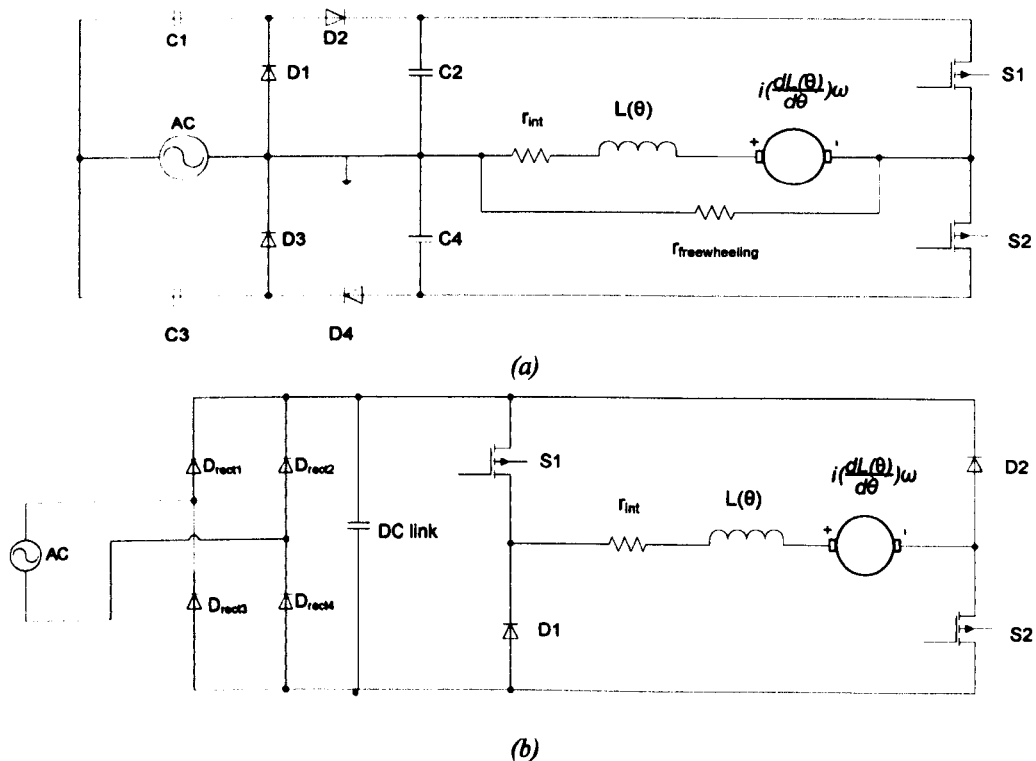 C1
D2
D1
C2
S1
AC
r_int
L(θ)
i(dL(θ)/dθ)ω
+
-
D3
C4
r_freewheeling
S2
C3
D4
(a)
D_rect1
D_rect2
S1
D2
i(dL(θ)/dθ)ω
r_int
L(θ)
+
-
AC
DC link
D_rect3
D_rect4
D1
S2
(b)